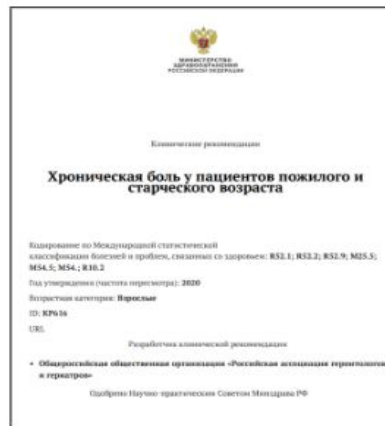 МИНИСТЕРСТВО
ЗДРАВООХРАНЕНИЯ
РОССИЙСКОЙ ФЕДЕРАЦИИ
Клинические рекомендации
Хроническая боль у пациентов пожилого и
старческого возраста
Кодирование по Международной статистической
классификации болезней и проблем, связанных со здоровьем: R52.1; R52.2; R52.9; M25.5;
M54.5; M54.; R10.2
Год утверждения (частота пересмотра): 2020
Возрастная категория: Взрослые
ID: КР616
URL
Разработчик клинической рекомендации
• Общероссийская общественная организация «Российская ассоциация геронтологов
и гериатров»
Одобрено Научно-практическим Советом Минздрава РФ